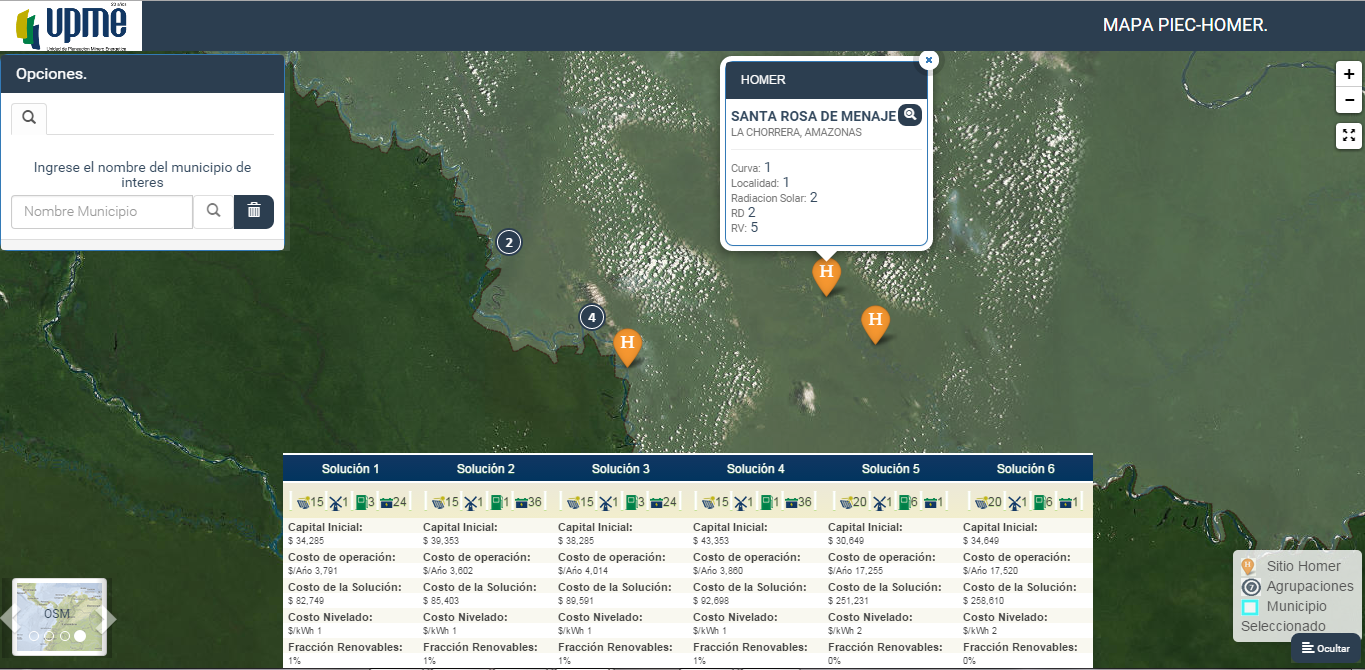 upme
Unidad de Planeación Minero Energética
MAPA PIEC-HOMER.
Opciones.
Ingrese el nombre del municipio de
interes
Nombre Municipio
HOMER
SANTA ROSA DE MENAJE
LA CHORRERA, AMAZONAS
Curva: 1
Localidad: 1
Radiacion Solar: 2
RD 2
RV: 5
+
−
2
4
H
H
H
Solución 1 Solución 2 Solución 3 Solución 4 Solución 5 Solución 6
15 1 3 24 15 1 1 36 15 1 3 24 15 1 1 36 20 1 6 1 20 1 6 1
Capital Inicial: Capital Inicial: Capital Inicial: Capital Inicial: Capital Inicial: Capital Inicial:
$ 34,285 $ 39,353 $ 38,285 $ 43,353 $ 30,649 $ 34,649
Costo de operación: Costo de operación: Costo de operación: Costo de operación: Costo de operación: Costo de operación:
$/Año 3,791 $/Año 3,602 $/Año 4,014 $/Año 3,860 $/Año 17,255 $/Año 17,520
Costo de la Solución: Costo de la Solución: Costo de la Solución: Costo de la Solución: Costo de la Solución: Costo de la Solución:
$ 82,749 $ 85,403 $ 89,591 $ 92,698 $ 251,231 $ 258,610
Costo Nivelado: Costo Nivelado: Costo Nivelado: Costo Nivelado: Costo Nivelado: Costo Nivelado:
$/kWh 1 $/kWh 1 $/kWh 1 $/kWh 1 $/kWh 2 $/kWh 2
Fracción Renovables: Fracción Renovables: Fracción Renovables: Fracción Renovables: Fracción Renovables: Fracción Renovables:
1% 1% 1% 1% 0% 0%
OSM
Sitio Homer
Agrupaciones
Municipio
Seleccionado
Ocultar